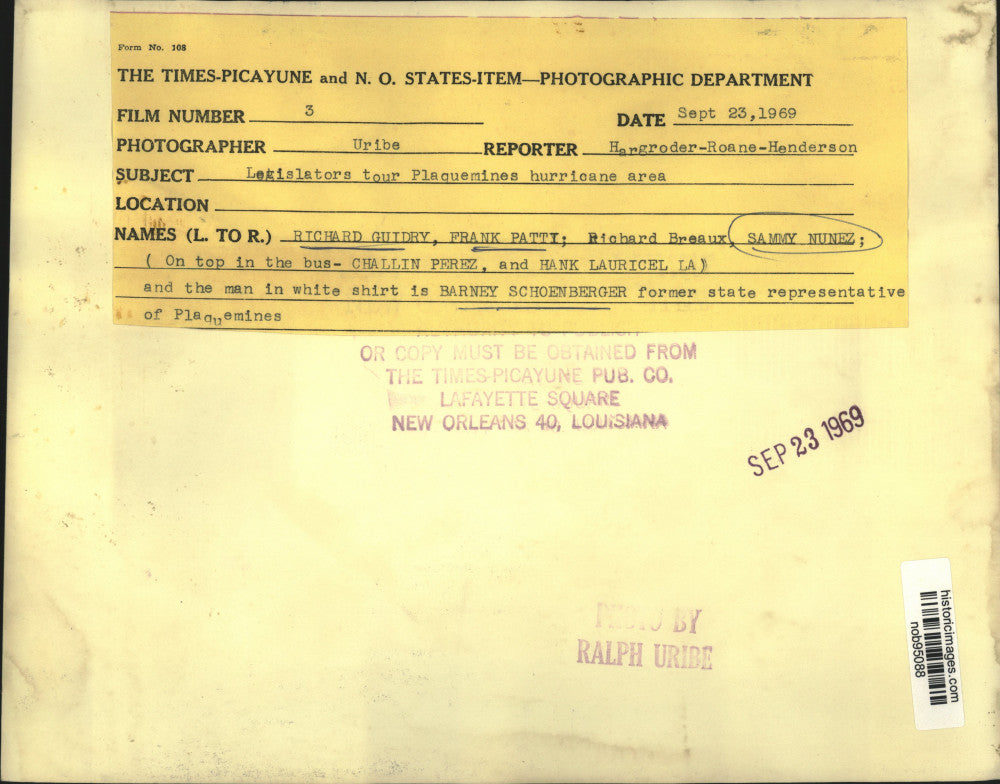 Form No. 108
THE TIMES-PICAYUNE and N. O. STATES-ITEM—PHOTOGRAPHIC DEPARTMENT
FILM NUMBER 3 DATE Sept 23,1969
PHOTOGRAPHER Uribe REPORTER Hargroder-Roane-Henderson
SUBJECT Legislators tour Plaquemines hurricane area
LOCATION
NAMES (L. TO R.) RICHARD GUIDRY, FRANK PATTI; Richard Breaux, SAMMY NUNEZ;
( On top in the bus- CHALLIN PEREZ, and HANK LAURICEL LA)
and the man in white shirt is BARNEY SCHOENBERGER former state representative
of Plaquemines
OR COPY MUST BE OBTAINED FROM
THE TIMES-PICAYUNE PUB. CO.
LAFAYETTE SQUARE
NEW ORLEANS 40, LOUISIANA
SEP 23 1969
PHOTO BY
RALPH URIBE
historicimages.com
nob95088